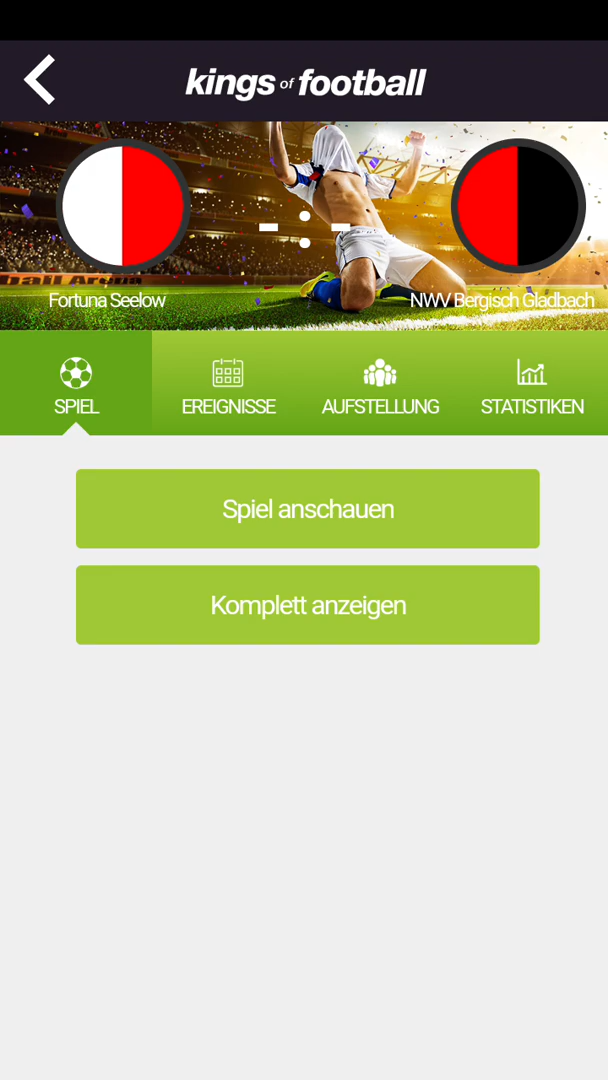 kings of football
- : -
Fortuna Seelow
NWV Bergisch Gladbach
SPIEL
EREIGNISSE
AUFSTELLUNG
STATISTIKEN
Spiel anschauen
Komplett anzeigen